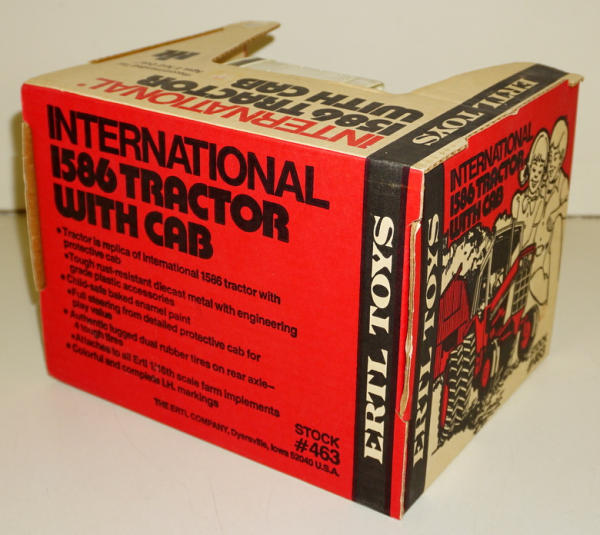 INTERNATIONAL®
1586 TRACTOR
WITH CAB
ERTL TOYS
INTERNATIONAL
1586 TRACTOR
WITH CAB
•Tractor is replica of International 1586 tractor with
protective cab
•Tough rust-resistant diecast metal with engineering
grade plastic accessories
•Child-safe baked enamel paint
•Full steering from detailed protective cab for
play value
•Authentic lugged dual rubber tires on rear axle—
4 tough tires
•Attaches to all Ertl 1/16th scale farm implements
•Colorful and complete I.H. markings
THE ERTL COMPANY, Dyersville, Iowa 52040 U.S.A.
STOCK
#463
ERTL TOYS
ERTL TOYS
INTERNATIONAL
1586 TRACTOR
WITH CAB
STOCK
#463